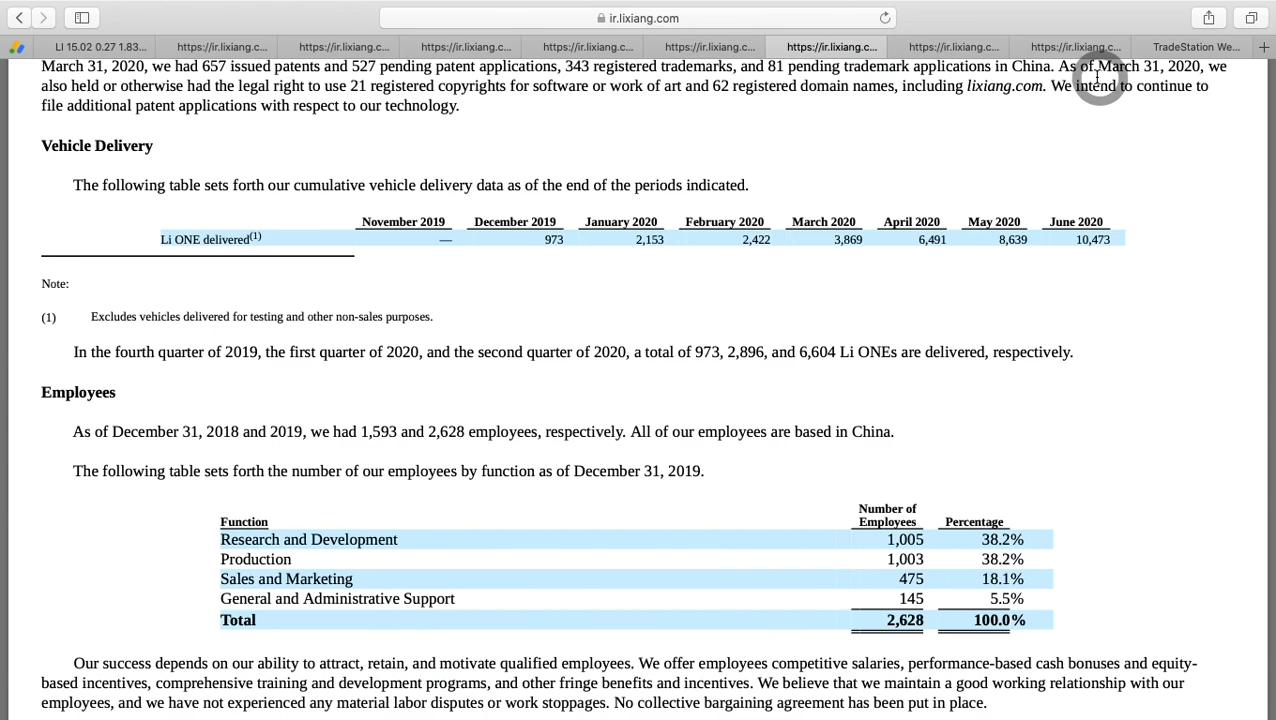 ir.lixiang.com
LI 15.02 0.27 1.83... https://ir.lixiang.c... https://ir.lixiang.c... https://ir.lixiang.c... https://ir.lixiang.c... https://ir.lixiang.c... https://ir.lixiang.c... https://ir.lixiang.c... https://ir.lixiang.c... TradeStation We...
March 31, 2020, we had 657 issued patents and 527 pending patent applications, 343 registered trademarks, and 81 pending trademark applications in China. As of March 31, 2020, we
also held or otherwise had the legal right to use 21 registered copyrights for software or work of art and 62 registered domain names, including lixiang.com. We intend to continue to
file additional patent applications with respect to our technology.
Vehicle Delivery
The following table sets forth our cumulative vehicle delivery data as of the end of the periods indicated.
November 2019 December 2019 January 2020 February 2020 March 2020 April 2020 May 2020 June 2020
Li ONE delivered(1) — 973 2,153 2,422 3,869 6,491 8,639 10,473
Note:
(1) Excludes vehicles delivered for testing and other non-sales purposes.
In the fourth quarter of 2019, the first quarter of 2020, and the second quarter of 2020, a total of 973, 2,896, and 6,604 Li ONEs are delivered, respectively.
Employees
As of December 31, 2018 and 2019, we had 1,593 and 2,628 employees, respectively. All of our employees are based in China.
The following table sets forth the number of our employees by function as of December 31, 2019.
Number of
Function Employees Percentage
Research and Development 1,005 38.2%
Production 1,003 38.2%
Sales and Marketing 475 18.1%
General and Administrative Support 145 5.5%
Total 2,628 100.0%
Our success depends on our ability to attract, retain, and motivate qualified employees. We offer employees competitive salaries, performance-based cash bonuses and equity-
based incentives, comprehensive training and development programs, and other fringe benefits and incentives. We believe that we maintain a good working relationship with our
employees, and we have not experienced any material labor disputes or work stoppages. No collective bargaining agreement has been put in place.